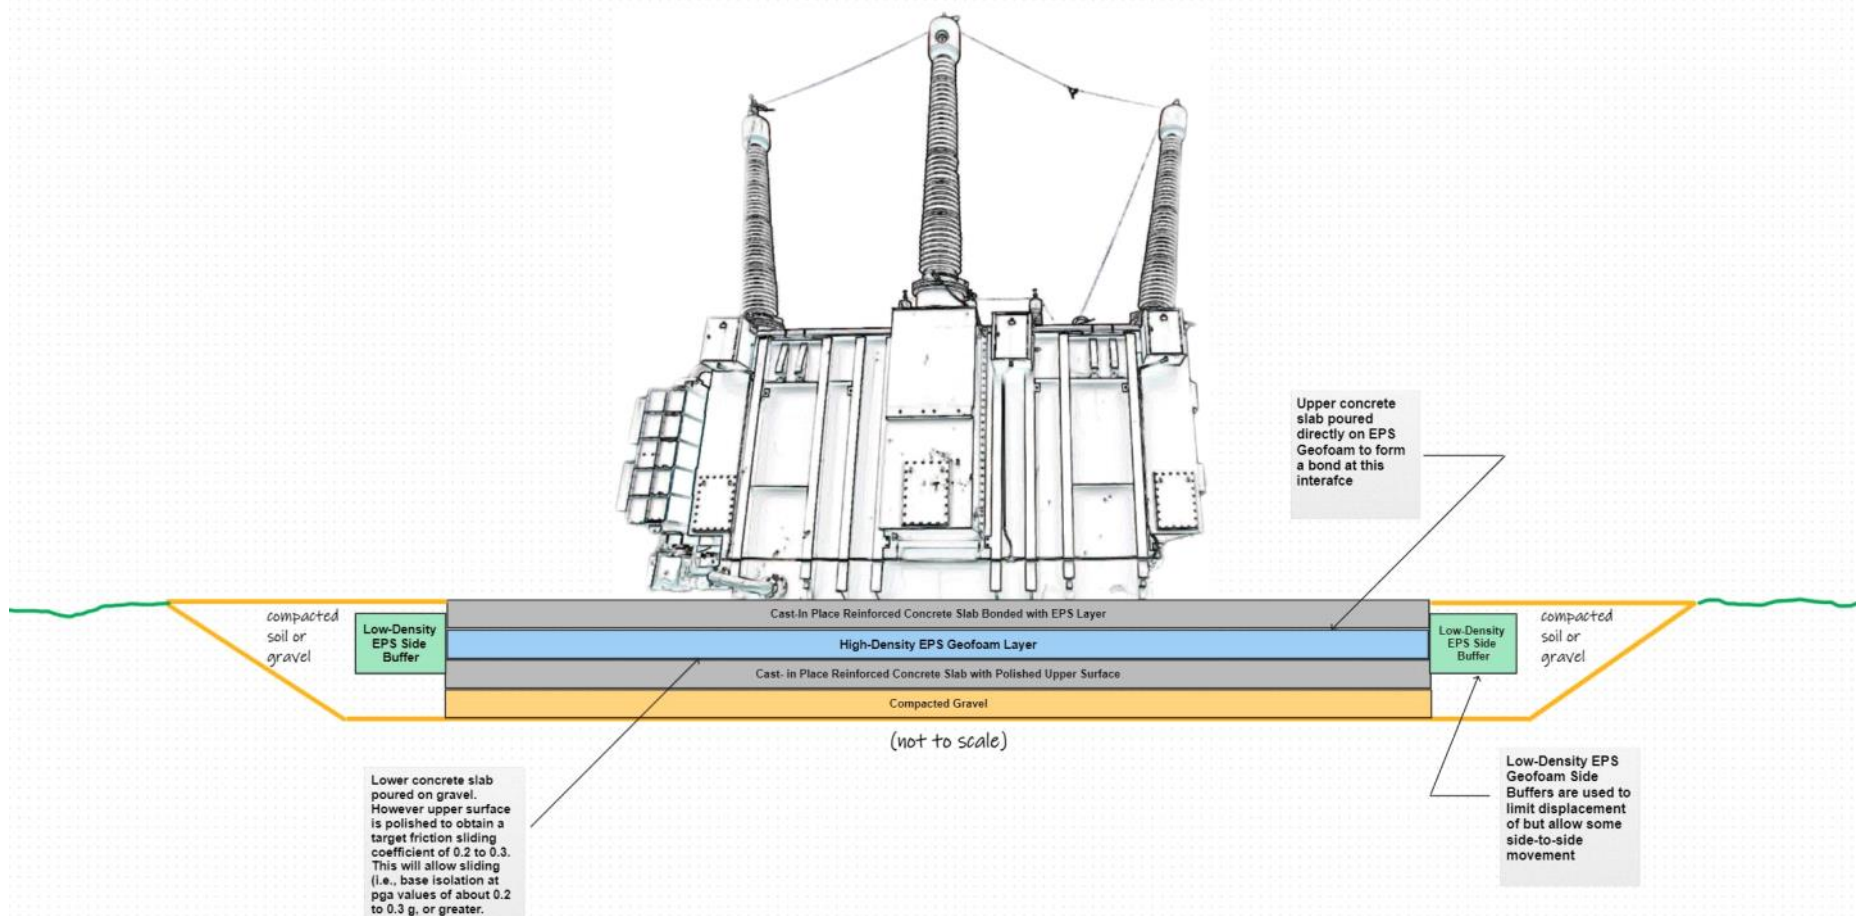 Upper concrete
slab poured
directly on EPS
Geofoam to form
a bond at this
interafce
compacted
soil or
gravel
Low-Density
EPS Side
Buffer
Cast-In Place Reinforced Concrete Slab Bonded with EPS Layer
High-Density EPS Geofoam Layer
Cast- in Place Reinforced Concrete Slab with Polished Upper Surface
Compacted Gravel
Low-Density
EPS Side
Buffer
compacted
soil or
gravel
(not to scale)
Lower concrete slab
poured on gravel.
However upper surface
is polished to obtain a
target friction sliding
coefficient of 0.2 to 0.3.
This will allow sliding
(i.e., base isolation at
pga values of about 0.2
to 0.3 g, or greater.
Low-Density EPS
Geofoam Side
Buffers are used to
limit displacement
of but allow some
side-to-side
movement